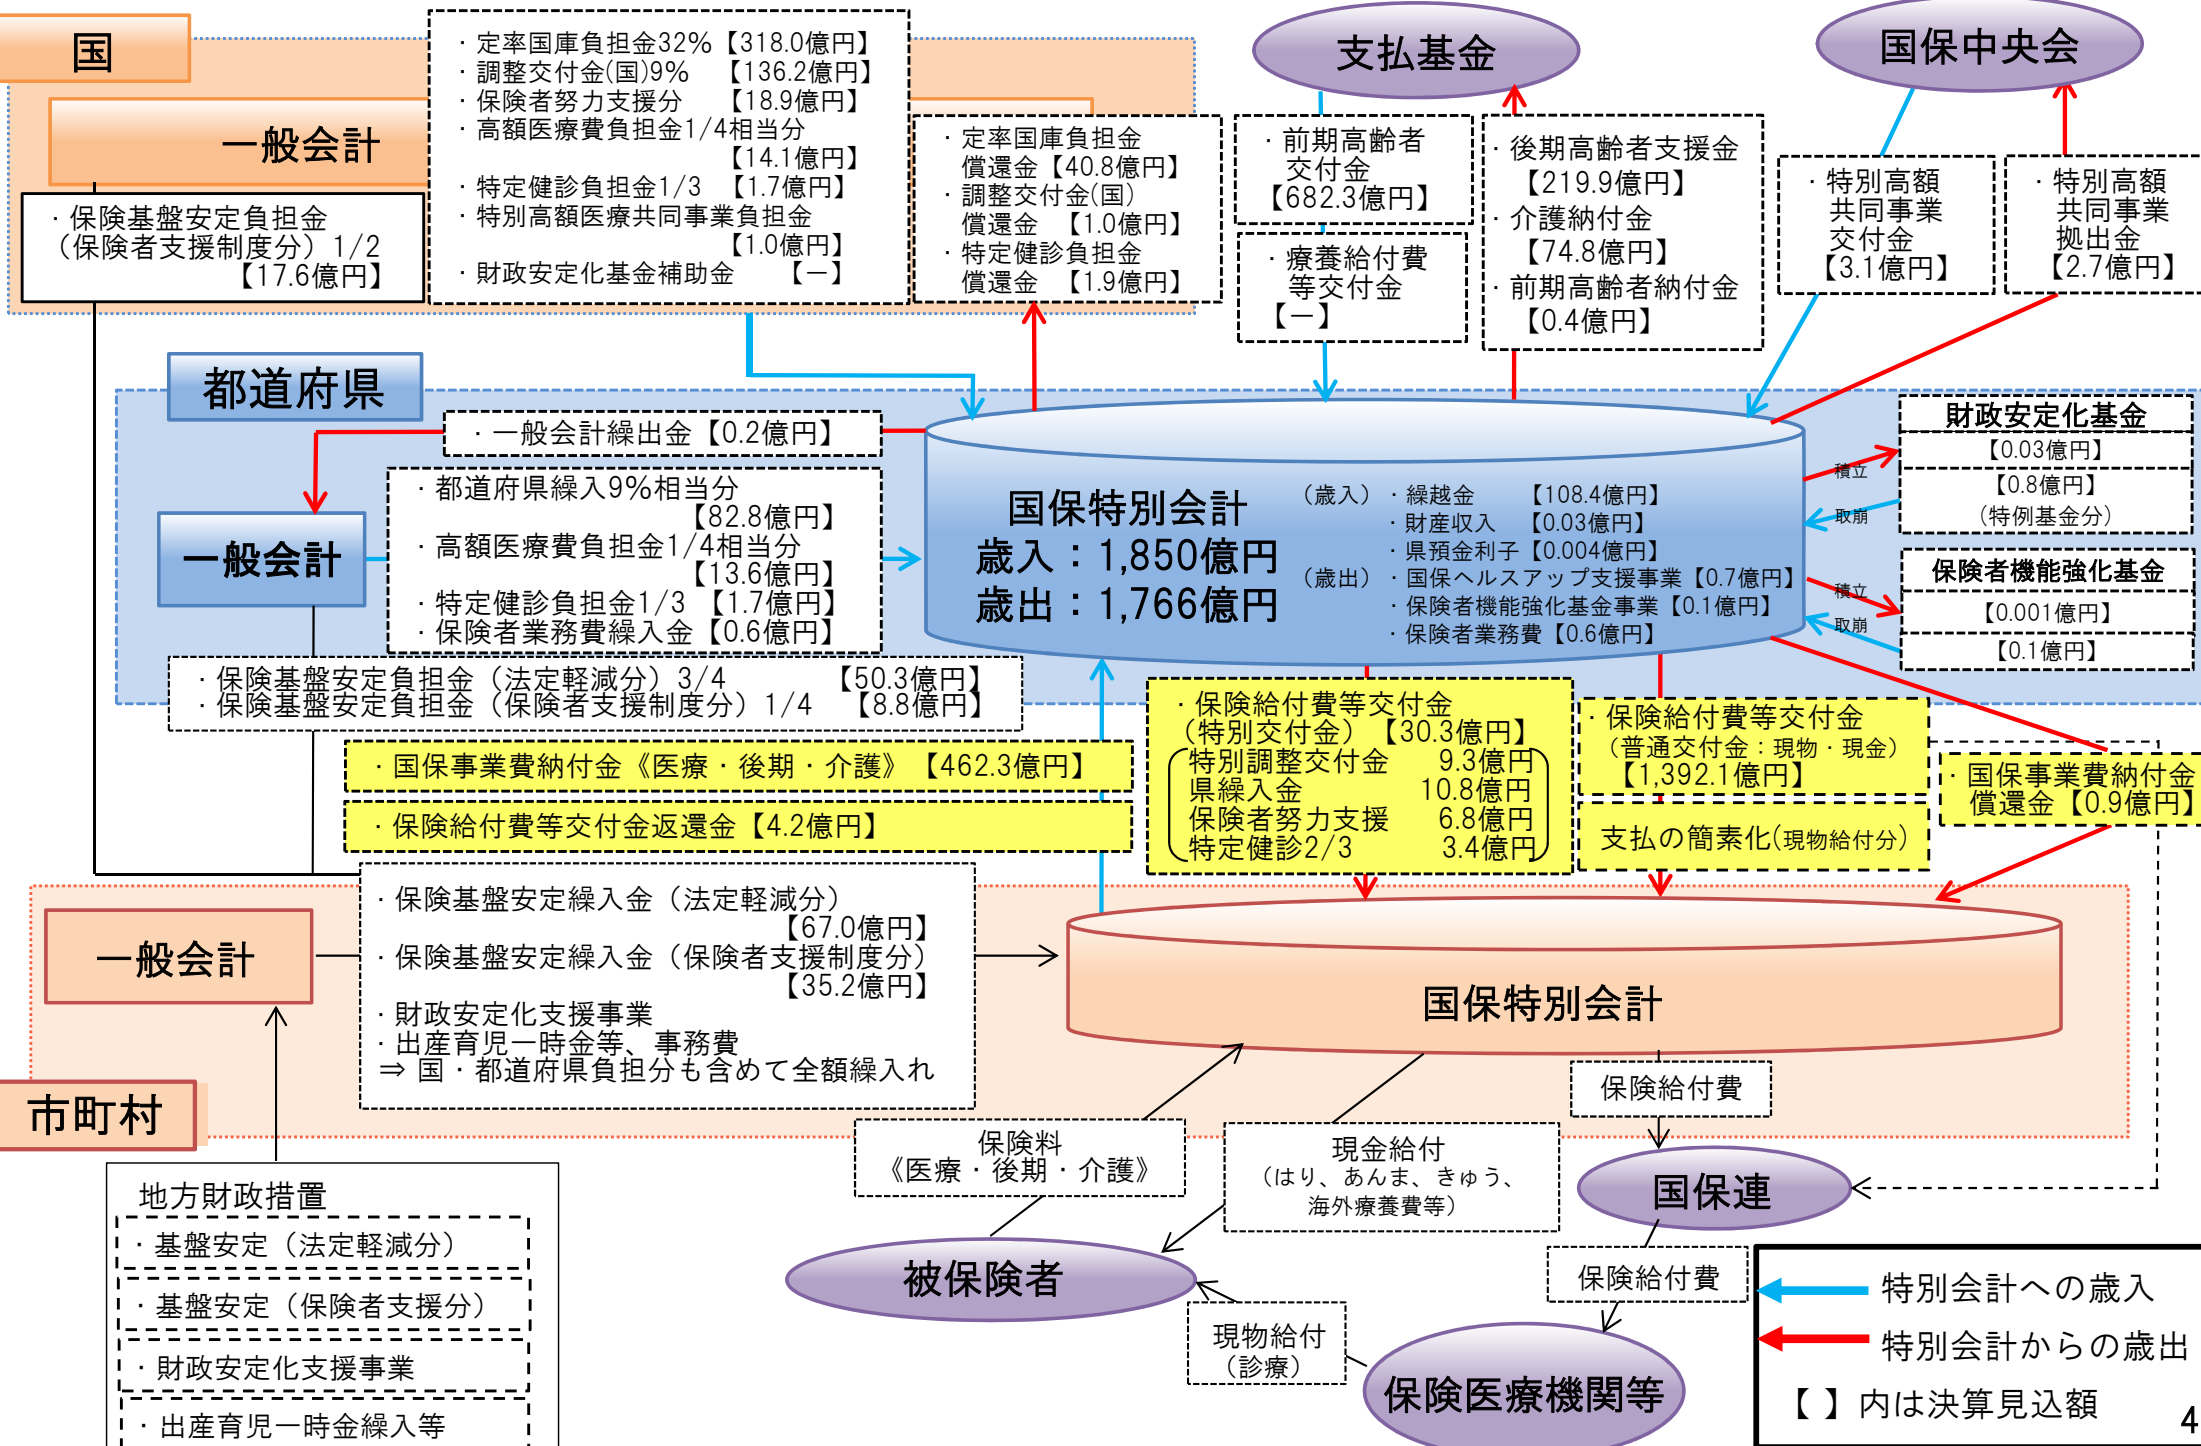 国
一般会計
・保険基盤安定負担金
（保険者支援制度分）1/2
【17.6億円】
・定率国庫負担金32%【318.0億円】
・調整交付金(国)9%　【136.2億円】
・保険者努力支援分　【18.9億円】
・高額医療費負担金1/4相当分
【14.1億円】
・特定健診負担金1/3　【1.7億円】
・特別高額医療共同事業負担金
【1.0億円】
・財政安定化基金補助金　【－】
・定率国庫負担金
償還金【40.8億円】
・調整交付金(国)
償還金　【1.0億円】
・特定健診負担金
償還金　【1.9億円】
支払基金
・前期高齢者
交付金
【682.3億円】
・療養給付費
等交付金
【－】
・後期高齢者支援金
【219.9億円】
・介護納付金
【74.8億円】
・前期高齢者納付金
【0.4億円】
国保中央会
・特別高額
共同事業
交付金
【3.1億円】
・特別高額
共同事業
拠出金
【2.7億円】
都道府県
・一般会計繰出金【0.2億円】
一般会計
・都道府県繰入9%相当分
【82.8億円】
・高額医療費負担金1/4相当分
【13.6億円】
・特定健診負担金1/3　【1.7億円】
・保険者業務費繰入金【0.6億円】
・保険基盤安定負担金（法定軽減分）3/4　【50.3億円】
・保険基盤安定負担金（保険者支援制度分）1/4　【8.8億円】
国保特別会計
歳入：1,850億円
歳出：1,766億円
（歳入）・繰越金　【108.4億円】
・財産収入　【0.03億円】
・県預金利子【0.004億円】
（歳出）・国保ヘルスアップ支援事業【0.7億円】
・保険者機能強化基金事業【0.1億円】
・保険者業務費【0.6億円】
積立
取崩
財政安定化基金
【0.03億円】
【0.8億円】
（特例基金分）
積立
取崩
保険者機能強化基金
【0.001億円】
【0.1億円】
・国保事業費納付金《医療・後期・介護》【462.3億円】
・保険給付費等交付金返還金【4.2億円】
・保険給付費等交付金
（特別交付金）【30.3億円】
特別調整交付金　9.3億円
県繰入金　10.8億円
保険者努力支援　6.8億円
特定健診2/3　3.4億円
・保険給付費等交付金
（普通交付金：現物・現金）
【1,392.1億円】
支払の簡素化(現物給付分)
・国保事業費納付金
償還金【0.9億円】
一般会計
・保険基盤安定繰入金（法定軽減分）
【67.0億円】
・保険基盤安定繰入金（保険者支援制度分）
【35.2億円】
・財政安定化支援事業
・出産育児一時金等、事務費
⇒ 国・都道府県負担分も含めて全額繰入れ
国保特別会計
市町村
保険給付費
保険料
《医療・後期・介護》
現金給付
（はり、あんま、きゅう、
海外療養費等）
国保連
地方財政措置
・基盤安定（法定軽減分）
・基盤安定（保険者支援分）
・財政安定化支援事業
・出産育児一時金繰入等
被保険者
現物給付
（診療）
保険給付費
保険医療機関等
特別会計への歳入
特別会計からの歳出
【 】内は決算見込額
4